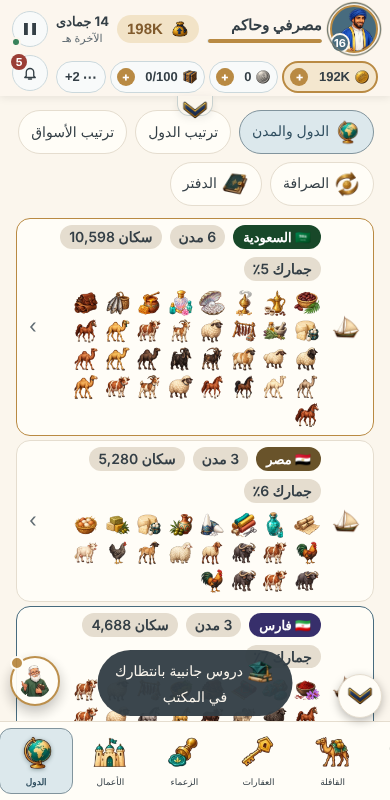 مصرفي وحاكم
198K
14 جمادى
الآخرة هـ
16
192K
0
0/100
+2 ...
5
الدول والمدن
ترتيب الدول
ترتيب الأسواق
الصرافة
الدفتر
السعودية
6 مدن
سكان 10,598
جمارك 5٪
مصر
3 مدن
سكان 5,280
جمارك 6٪
فارس
3 مدن
سكان 4,688
دروس جانبية بانتظارك
في المكتب
القافلة
العقارات
الزعماء
الأعمال
الدول